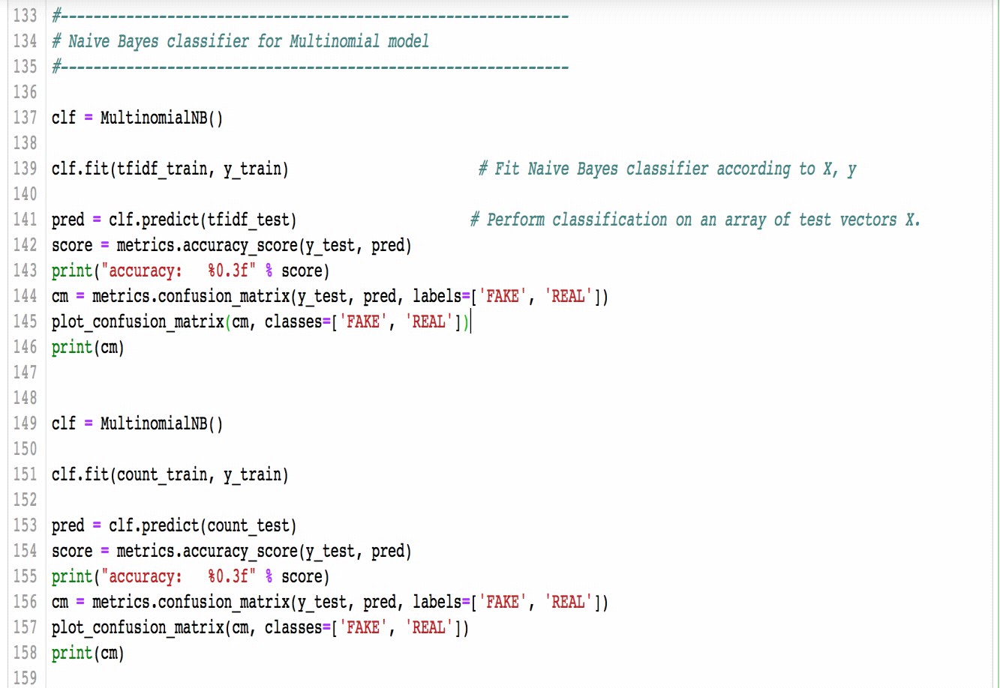 133 #--------------------------------------------------------------
134 # Naive Bayes classifier for Multinomial model
135 #--------------------------------------------------------------
136
137 clf = MultinomialNB()
138
139 clf.fit(tfidf_train, y_train)                       # Fit Naive Bayes classifier according to X, y
140
141 pred = clf.predict(tfidf_test)                     # Perform classification on an array of test vectors X.
142 score = metrics.accuracy_score(y_test, pred)
143 print("accuracy:   %0.3f" % score)
144 cm = metrics.confusion_matrix(y_test, pred, labels=['FAKE', 'REAL'])
145 plot_confusion_matrix(cm, classes=['FAKE', 'REAL'])
146 print(cm)
147
148
149 clf = MultinomialNB()
150
151 clf.fit(count_train, y_train)
152
153 pred = clf.predict(count_test)
154 score = metrics.accuracy_score(y_test, pred)
155 print("accuracy:   %0.3f" % score)
156 cm = metrics.confusion_matrix(y_test, pred, labels=['FAKE', 'REAL'])
157 plot_confusion_matrix(cm, classes=['FAKE', 'REAL'])
158 print(cm)
159